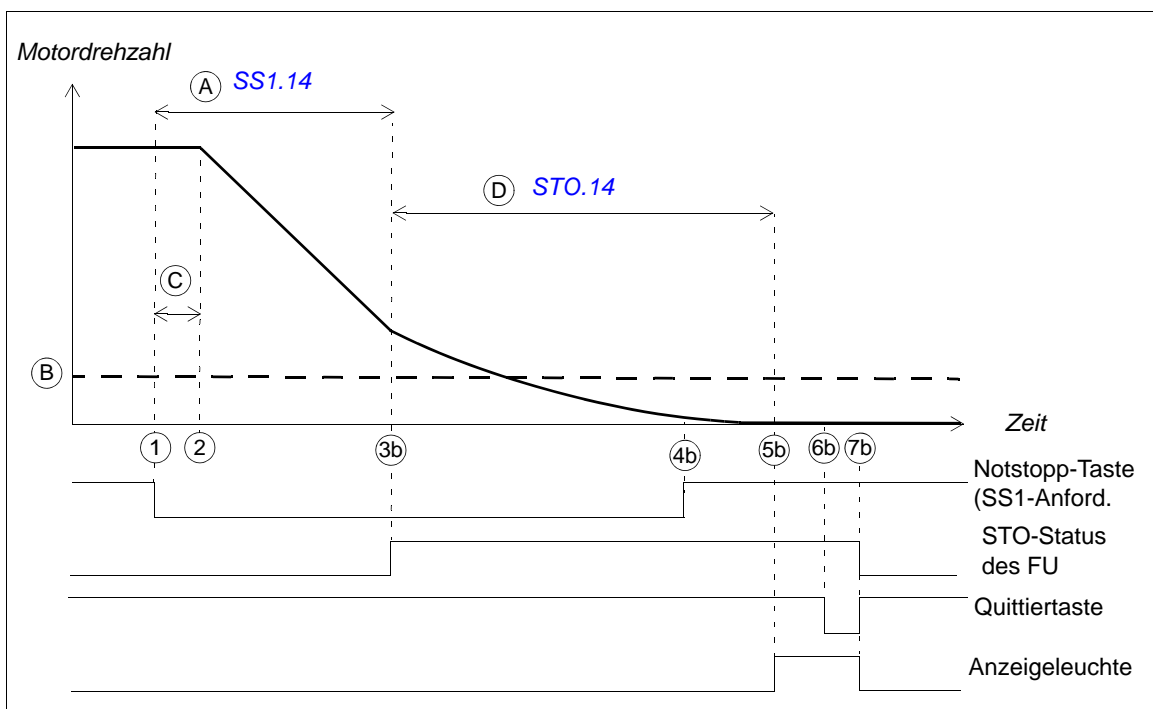 Motordrehzahl
A SS1.14
D STO.14
C
B
Zeit
1 2 3b 4b 5b 6b 7b
Notstopp-Taste
(SS1-Anford.
STO-Status
des FU
Quittiertaste
Anzeigeleuchte